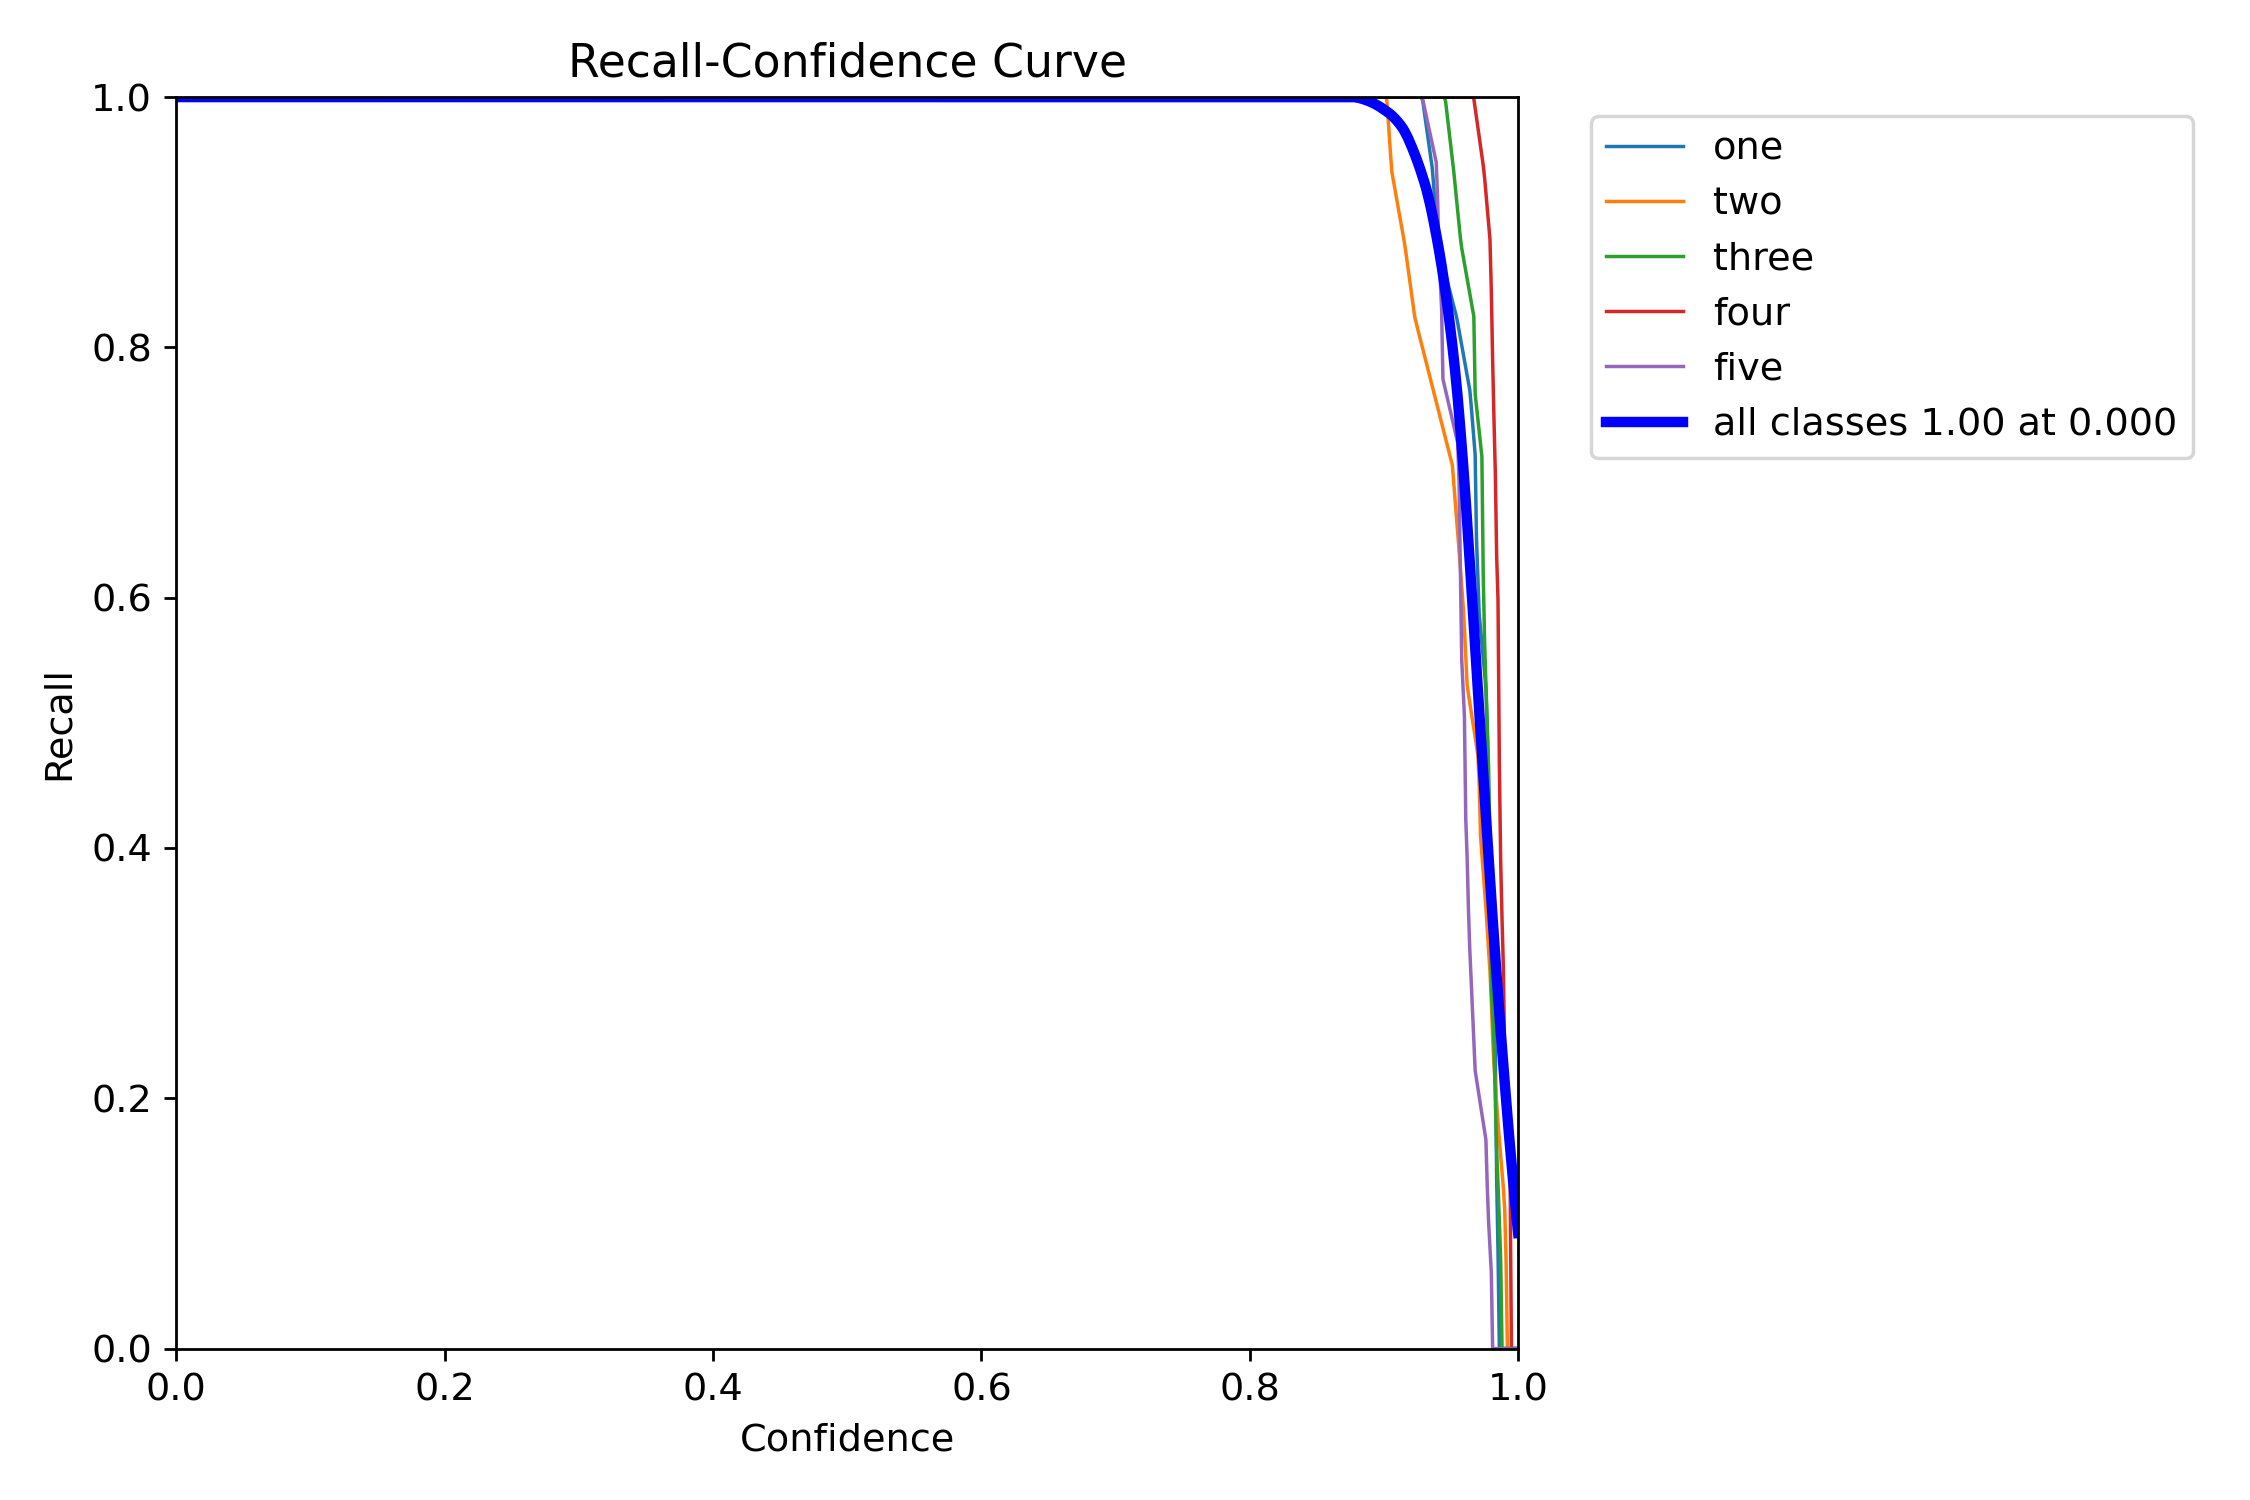 Recall-Confidence Curve
1.0
0.8
0.6
0.4
0.2
0.0
Recall
0.0 0.2 0.4 0.6 0.8 1.0
Confidence
one
two
three
four
five
all classes 1.00 at 0.000